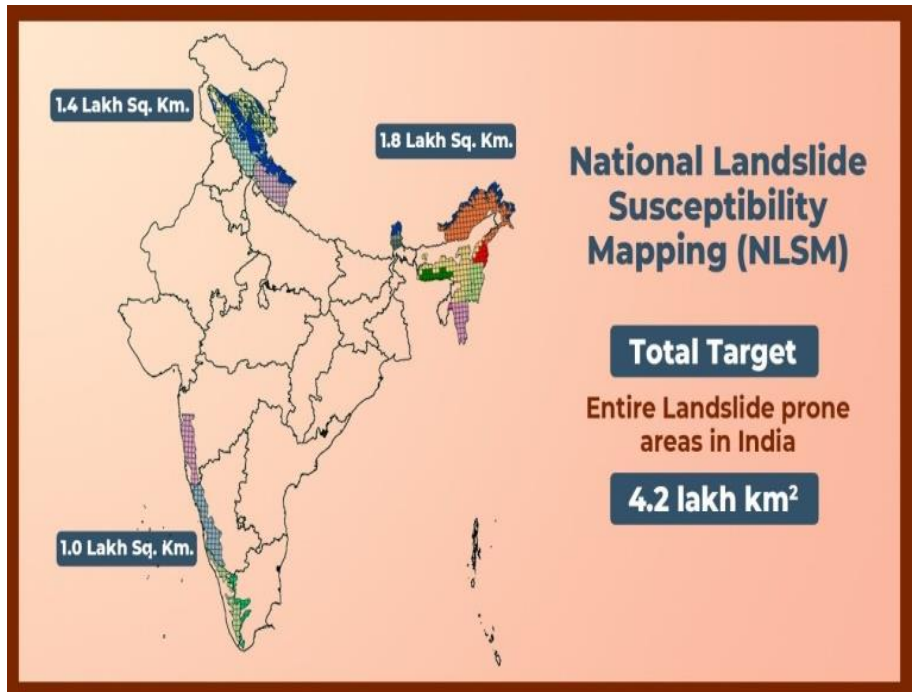 1.4 Lakh Sq. Km.
1.8 Lakh Sq. Km.
National Landslide
Susceptibility
Mapping (NLSM)
Total Target
Entire Landslide prone
areas in India
4.2 lakh km²
1.0 Lakh Sq. Km.